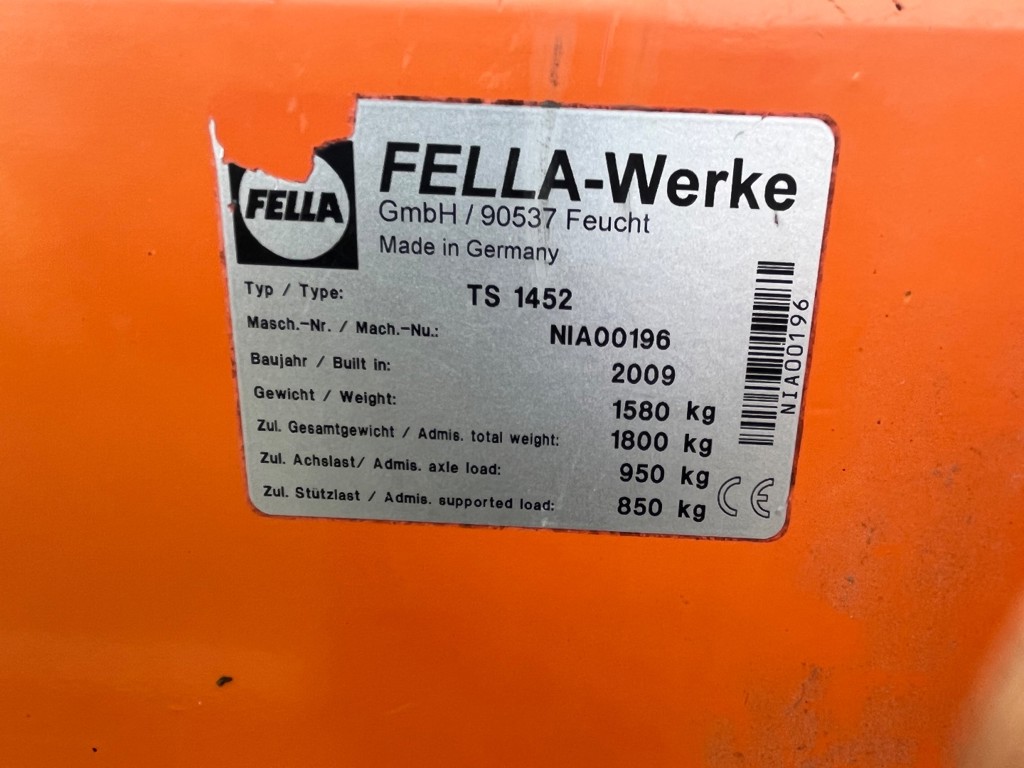 FELLA
FELLA-Werke
GmbH / 90537 Feucht
Made in Germany
Typ / Type: TS 1452
Masch.-Nr. / Mach.-Nu.: NIA00196
Baujahr / Built in: 2009
Gewicht / Weight: 1580 kg
Zul. Gesamtgewicht / Admis. total weight: 1800 kg
Zul. Achslast/ Admis. axle load: 950 kg
Zul. Stützlast / Admis. supported load: 850 kg
CE
NIA00196